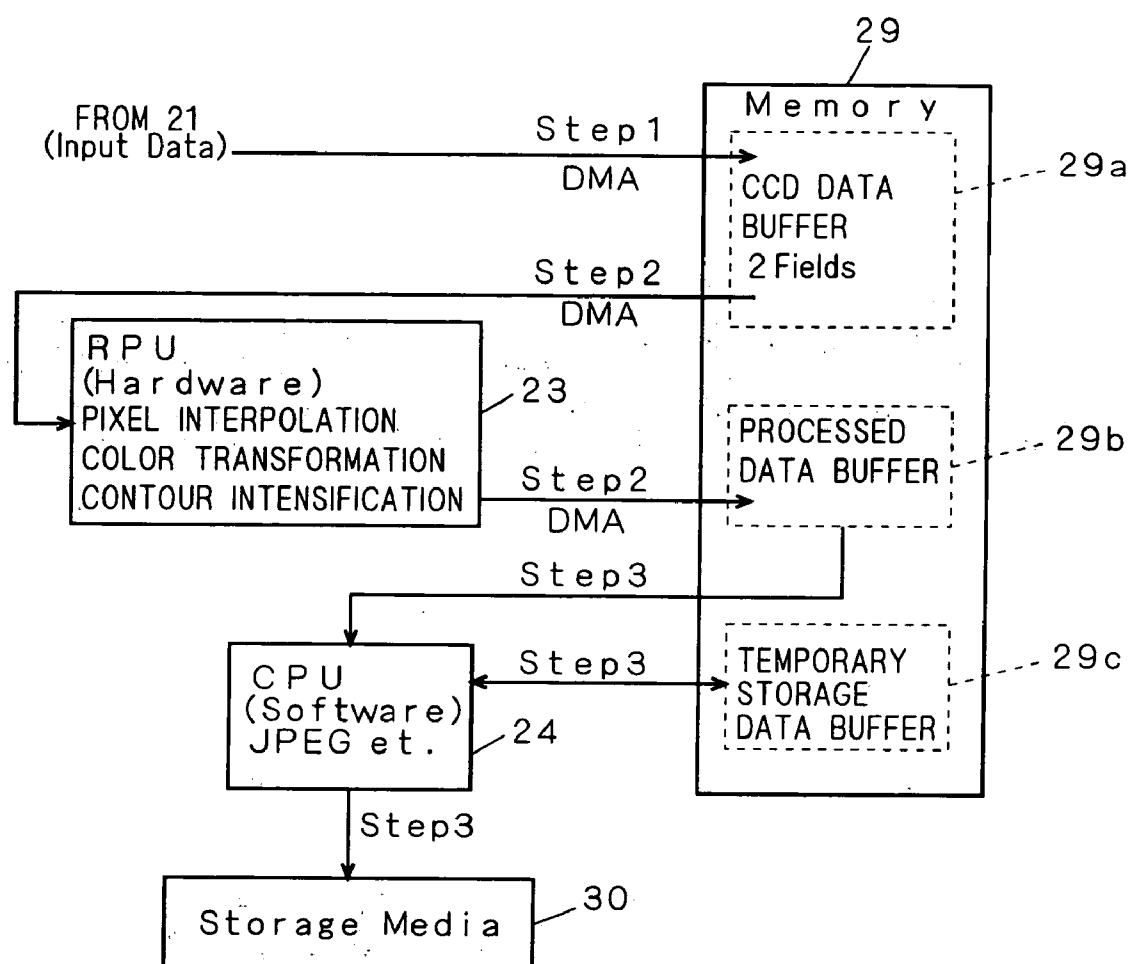 29
Memory
FROM 21
(Input Data)
Step1
DMA
29a
CCD DATA
BUFFER
2 Fields
Step2
DMA
RPU
(Hardware)
PIXEL INTERPOLATION
COLOR TRANSFORMATION
CONTOUR INTENSIFICATION
23
Step2
DMA
PROCESSED
DATA BUFFER
29b
Step3
CPU
(Software)
JPEG et.
24
Step3
TEMPORARY
STORAGE
DATA BUFFER
29c
Step3
Storage Media
30